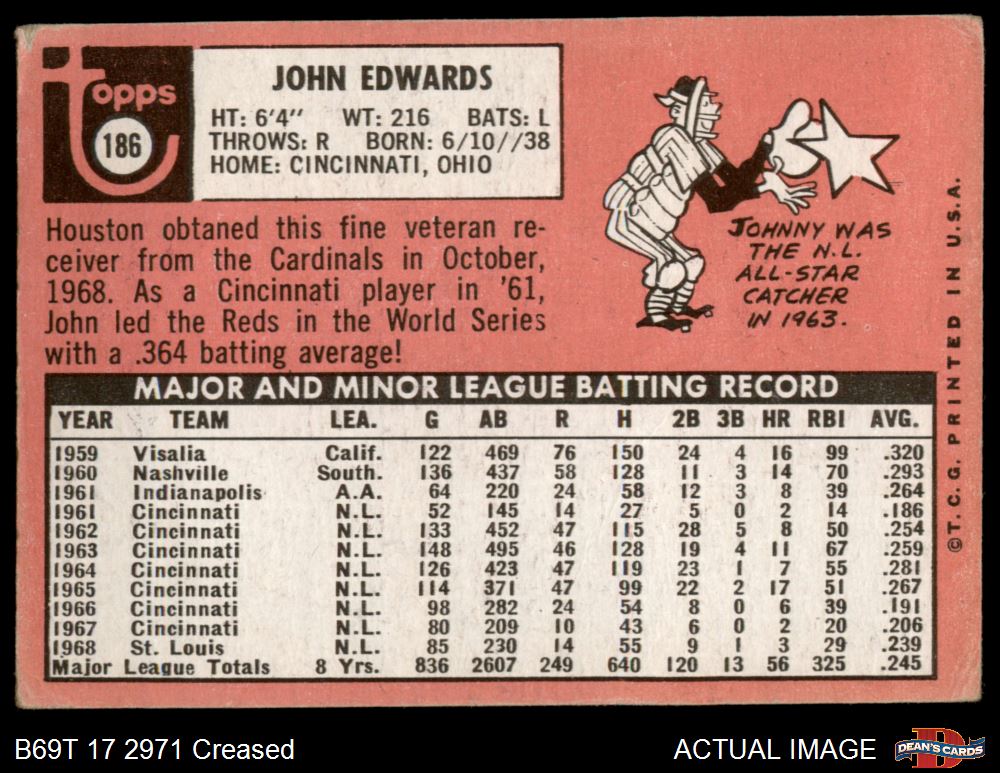 topps
186
JOHN EDWARDS
HT: 6'4" WT: 216 BATS: L
THROWS: R BORN: 6/10//38
HOME: CINCINNATI, OHIO
Houston obtaned this fine veteran re-
ceiver from the Cardinals in October,
1968. As a Cincinnati player in '61,
John led the Reds in the World Series
with a .364 batting average!
JOHNNY WAS
THE N.L.
ALL-STAR
CATCHER
IN 1963.
MAJOR AND MINOR LEAGUE BATTING RECORD
YEAR TEAM LEA. G AB R H 2B 3B HR RBI AVG.
1959 Visalia Calif. 122 469 76 150 24 4 16 99 .320
1960 Nashville South. 136 437 58 128 11 3 14 70 .293
1961 Indianapolis A.A. 64 220 24 58 12 3 8 39 .264
1961 Cincinnati N.L. 52 145 14 27 5 0 2 14 .186
1962 Cincinnati N.L. 133 452 47 115 28 5 8 50 .254
1963 Cincinnati N.L. 148 495 46 128 19 4 11 67 .259
1964 Cincinnati N.L. 126 423 47 119 23 1 7 55 .281
1965 Cincinnati N.L. 114 371 47 99 22 2 17 51 .267
1966 Cincinnati N.L. 98 282 24 54 8 0 6 39 .191
1967 Cincinnati N.L. 80 209 10 43 6 0 2 20 .206
1968 St. Louis N.L. 85 230 14 55 9 1 3 29 .239
Major League Totals 8 Yrs. 836 2607 249 640 120 13 56 325 .245
©T.C.G. PRINTED IN U.S.A.
B69T 17 2971 Creased
ACTUAL IMAGE
DEAN'S CARDS